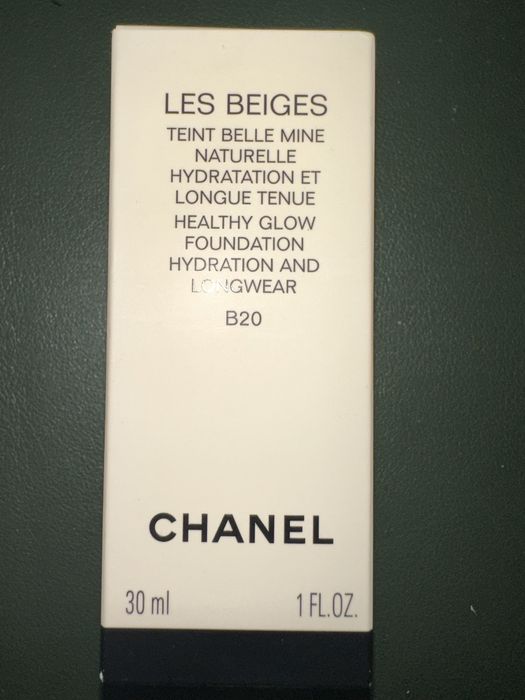 LES BEIGES
TEINT BELLE MINE
NATURELLE
HYDRATATION ET
LONGUE TENUE
HEALTHY GLOW
FOUNDATION
HYDRATION AND
LONGWEAR
B20
CHANEL
30 ml 1 FL.OZ.